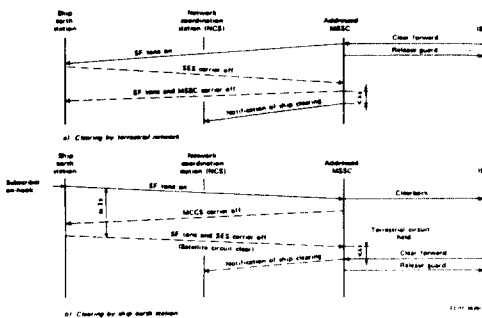 Ship
earth
station
Network
coordination
station (NCS)
Addressed
MSSC
Clear forward
SF tone on
Release guard
SES carrier off
SF tone and MSSC carrier off
Notification of ship clearing
a) Clearing by terrestrial network
Ship
earth
station
Network
coordination
station (NCS)
Addressed
MSSC
Subscriber
on-hook
SF tone on
Clearback
MCCS carrier off
SF tone and SES carrier off
(Satellite circuit clear)
Terrestrial circuit
held
Notification of ship clearing
Clear forward
Release guard
b) Clearing by ship earth station